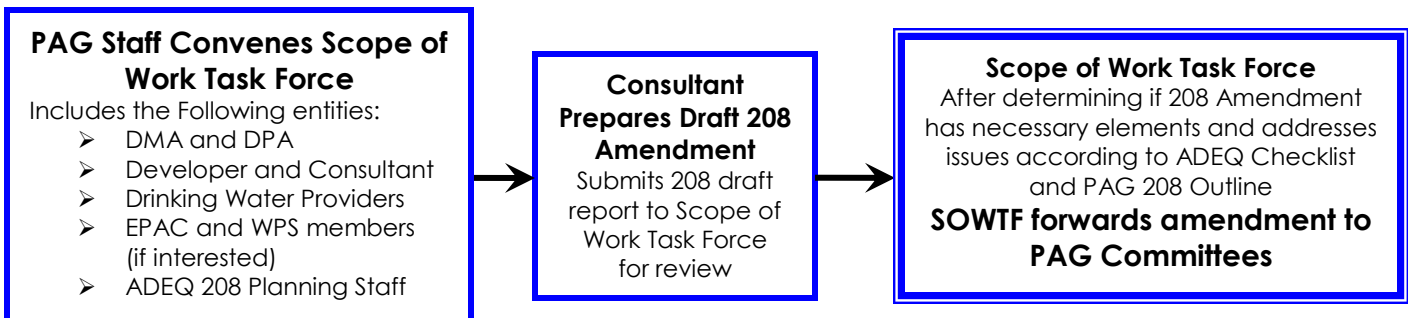 PAG Staff Convenes Scope of
Work Task Force
Includes the Following entities:
➢ DMA and DPA
➢ Developer and Consultant
➢ Drinking Water Providers
➢ EPAC and WPS members
(if interested)
➢ ADEQ 208 Planning Staff
Consultant
Prepares Draft 208
Amendment
Submits 208 draft
report to Scope of
Work Task Force
for review
Scope of Work Task Force
After determining if 208 Amendment
has necessary elements and addresses
issues according to ADEQ Checklist
and PAG 208 Outline
SOWTF forwards amendment to
PAG Committees